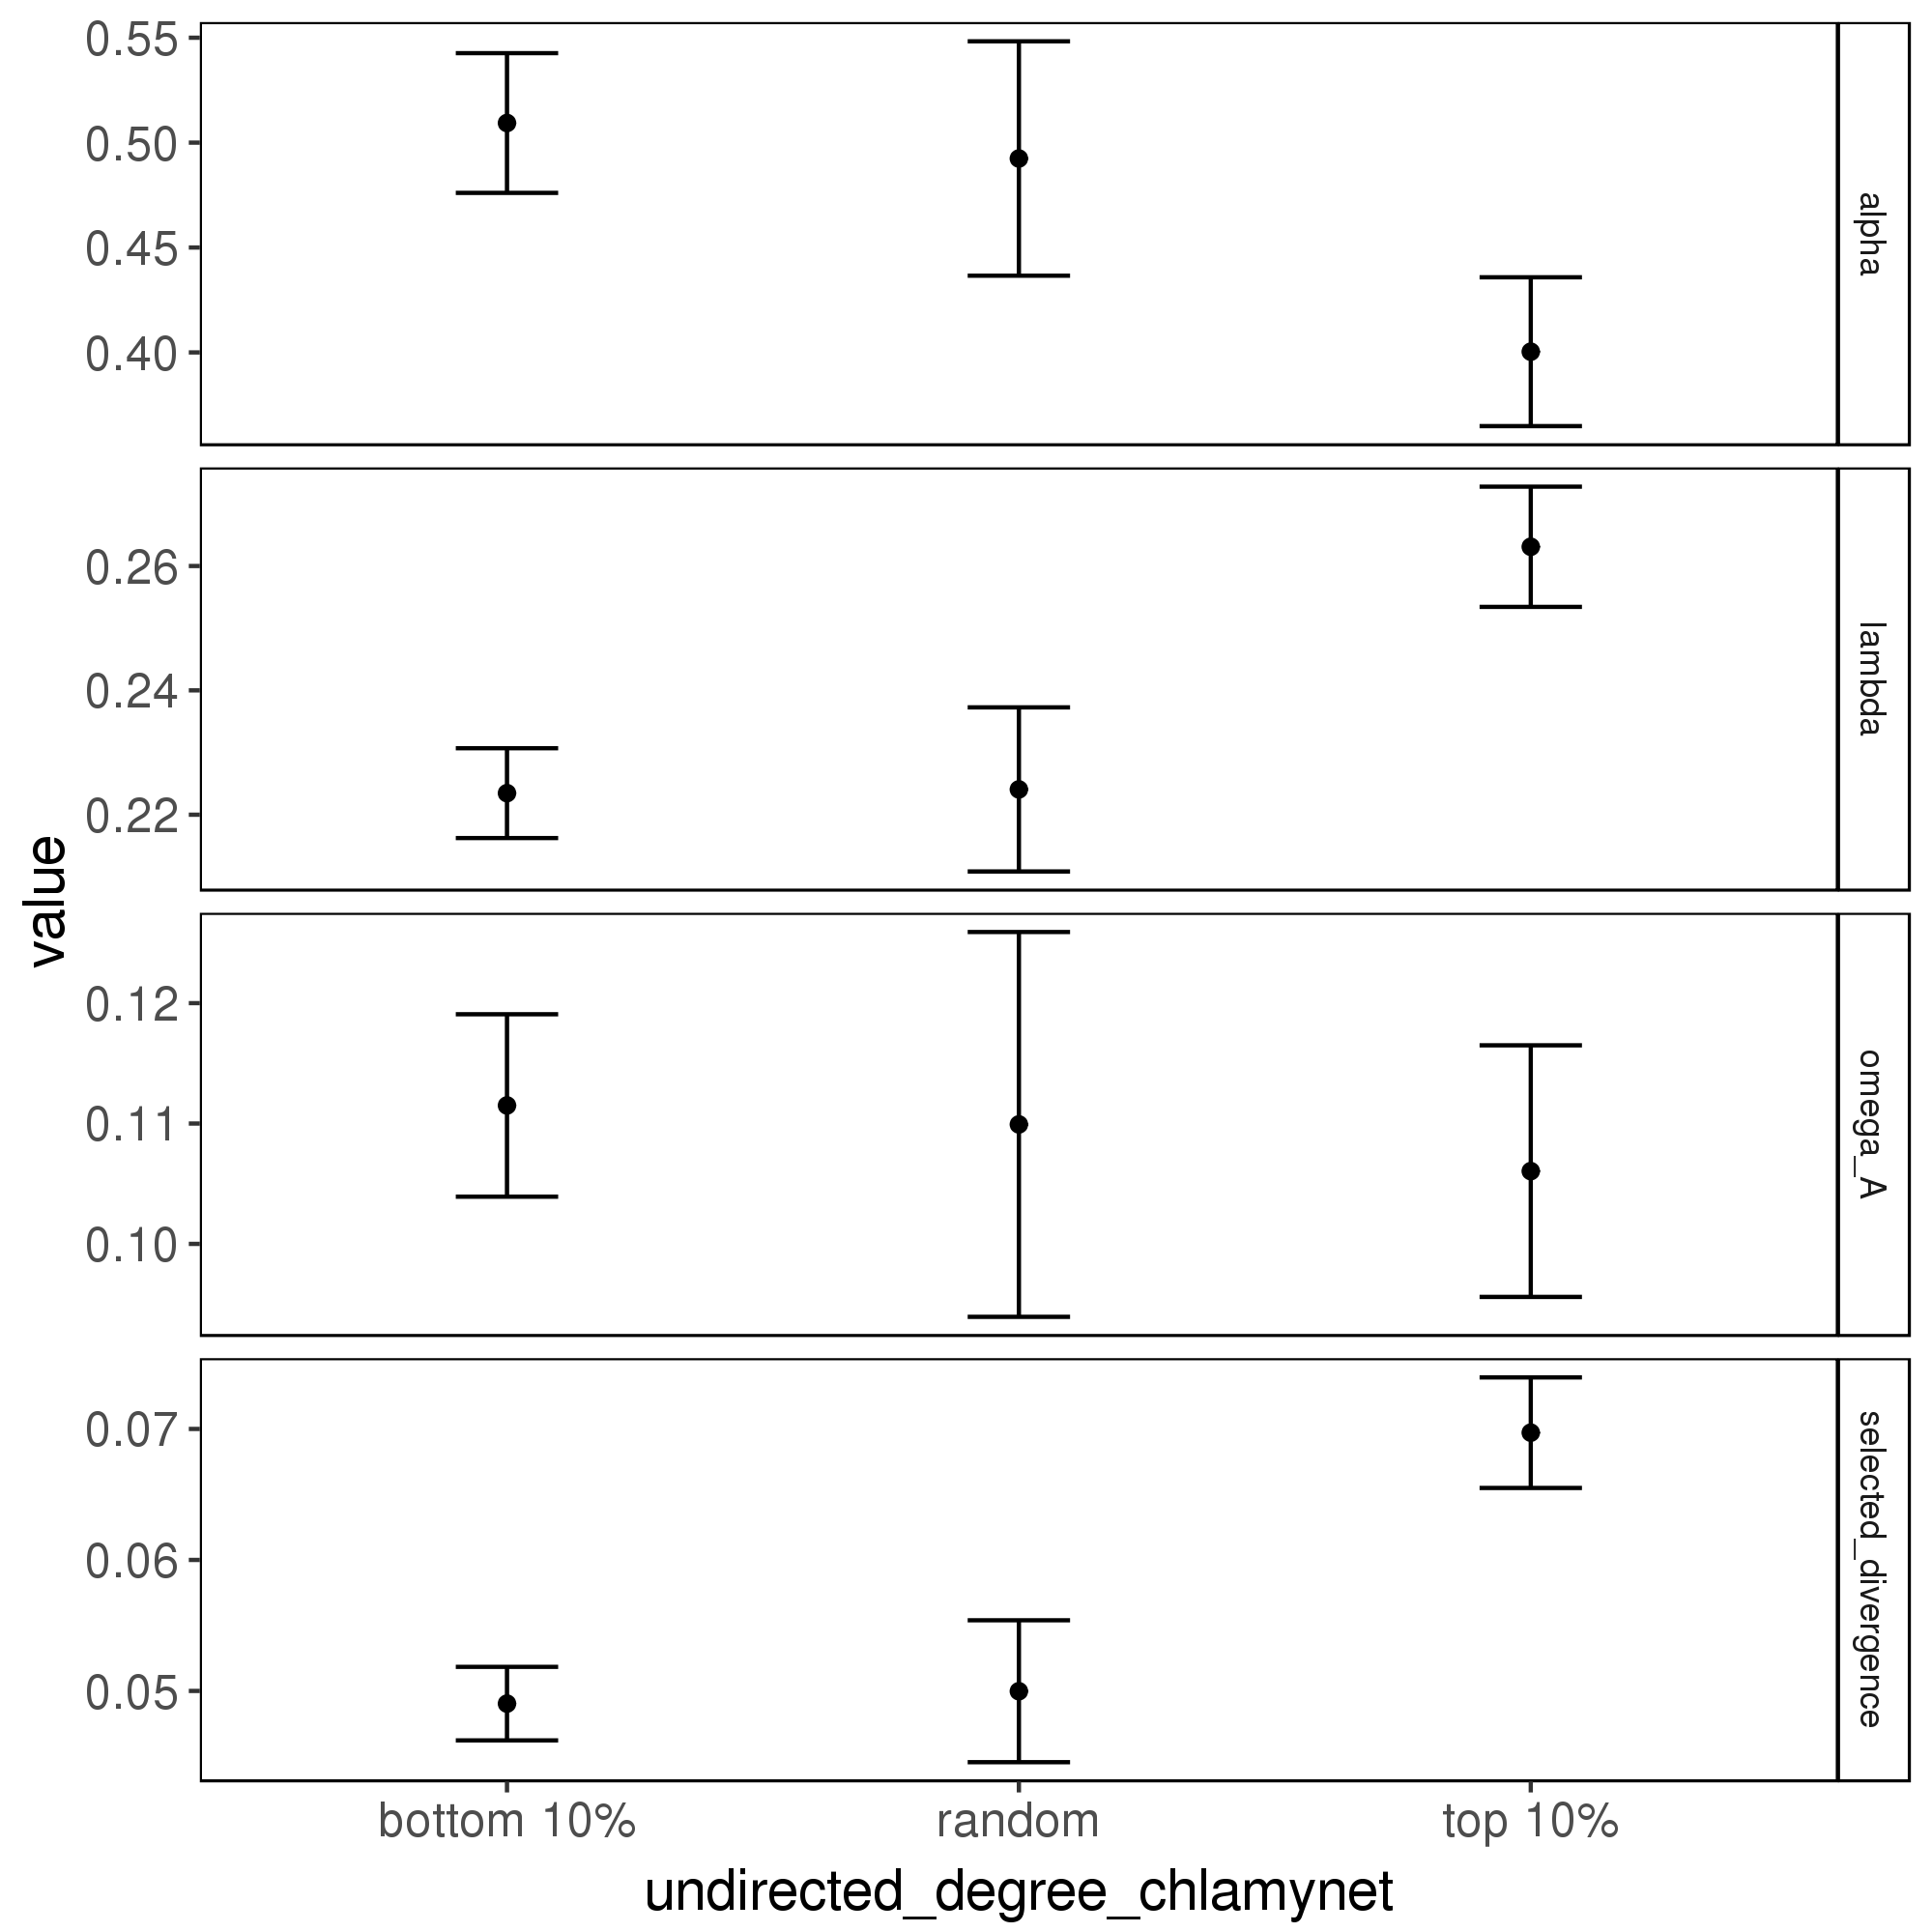 value
0.55
0.50
0.45
0.40
alpha
0.26
0.24
0.22
lambda
0.12
0.11
0.10
omega_A
0.07
0.06
0.05
selected_divergence
bottom 10%
random
top 10%
undirected_degree_chlamynet